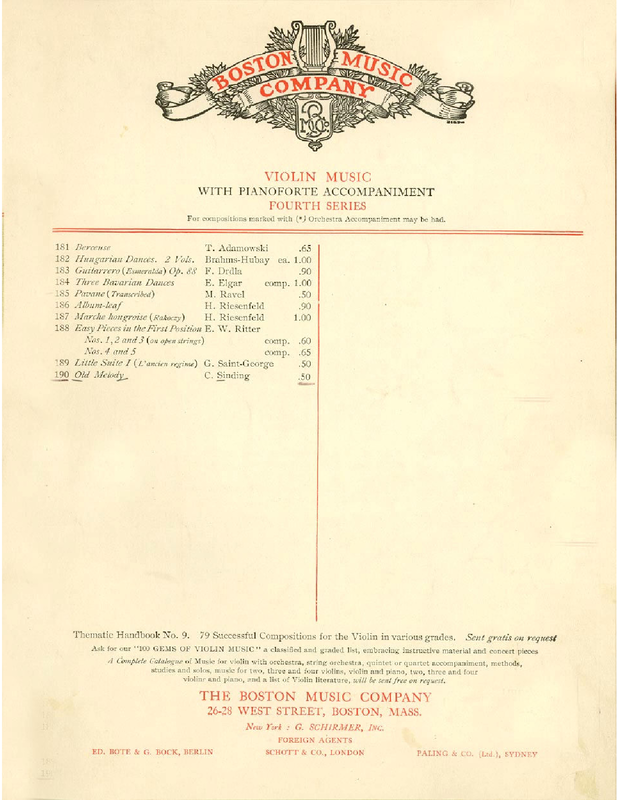 BOSTON MUSIC
COMPANY
B
M Co
VIOLIN MUSIC
WITH PIANOFORTE ACCOMPANIMENT
FOURTH SERIES
For compositions marked with (*) Orchestra Accompaniment may be had.
181 Berceuse T. Adamowski .65
182 Hungarian Dances. 2 Vols. Brahms-Hubay ea. 1.00
183 Guitarrero (Esmeralda) Op. 88 F. Drdla .90
184 Three Bavarian Dances E. Elgar comp. 1.00
185 Pavane (Transcribed) M. Ravel .50
186 Album-leaf H. Riesenfeld .90
187 Marche hongroise (Rakoczy) H. Riesenfeld 1.00
188 Easy Pieces in the First Position E. W. Ritter
Nos. 1, 2 and 3 (on open strings) comp. .60
Nos. 4 and 5 comp. .65
189 Little Suite I (L'ancien regime) G. Saint-George .50
190 Old Melody C. Sinding .50
Thematic Handbook No. 9. 79 Successful Compositions for the Violin in various grades. Sent gratis on request
Ask for our "100 GEMS OF VIOLIN MUSIC" a classified and graded list, embracing instructive material and concert pieces
A Complete Catalogue of Music for violin with orchestra, string orchestra, quintet or quartet accompaniment, methods,
studies and solos, music for two, three and four violins, violin and piano, two, three and four
violins and piano, and a list of Violin literature, will be sent free on request.
THE BOSTON MUSIC COMPANY
26-28 WEST STREET, BOSTON, MASS.
New York : G. SCHIRMER, INC.
FOREIGN AGENTS
ED. BOTE & G. BOCK, BERLIN SCHOTT & CO., LONDON PALING & CO. (Ltd.), SYDNEY